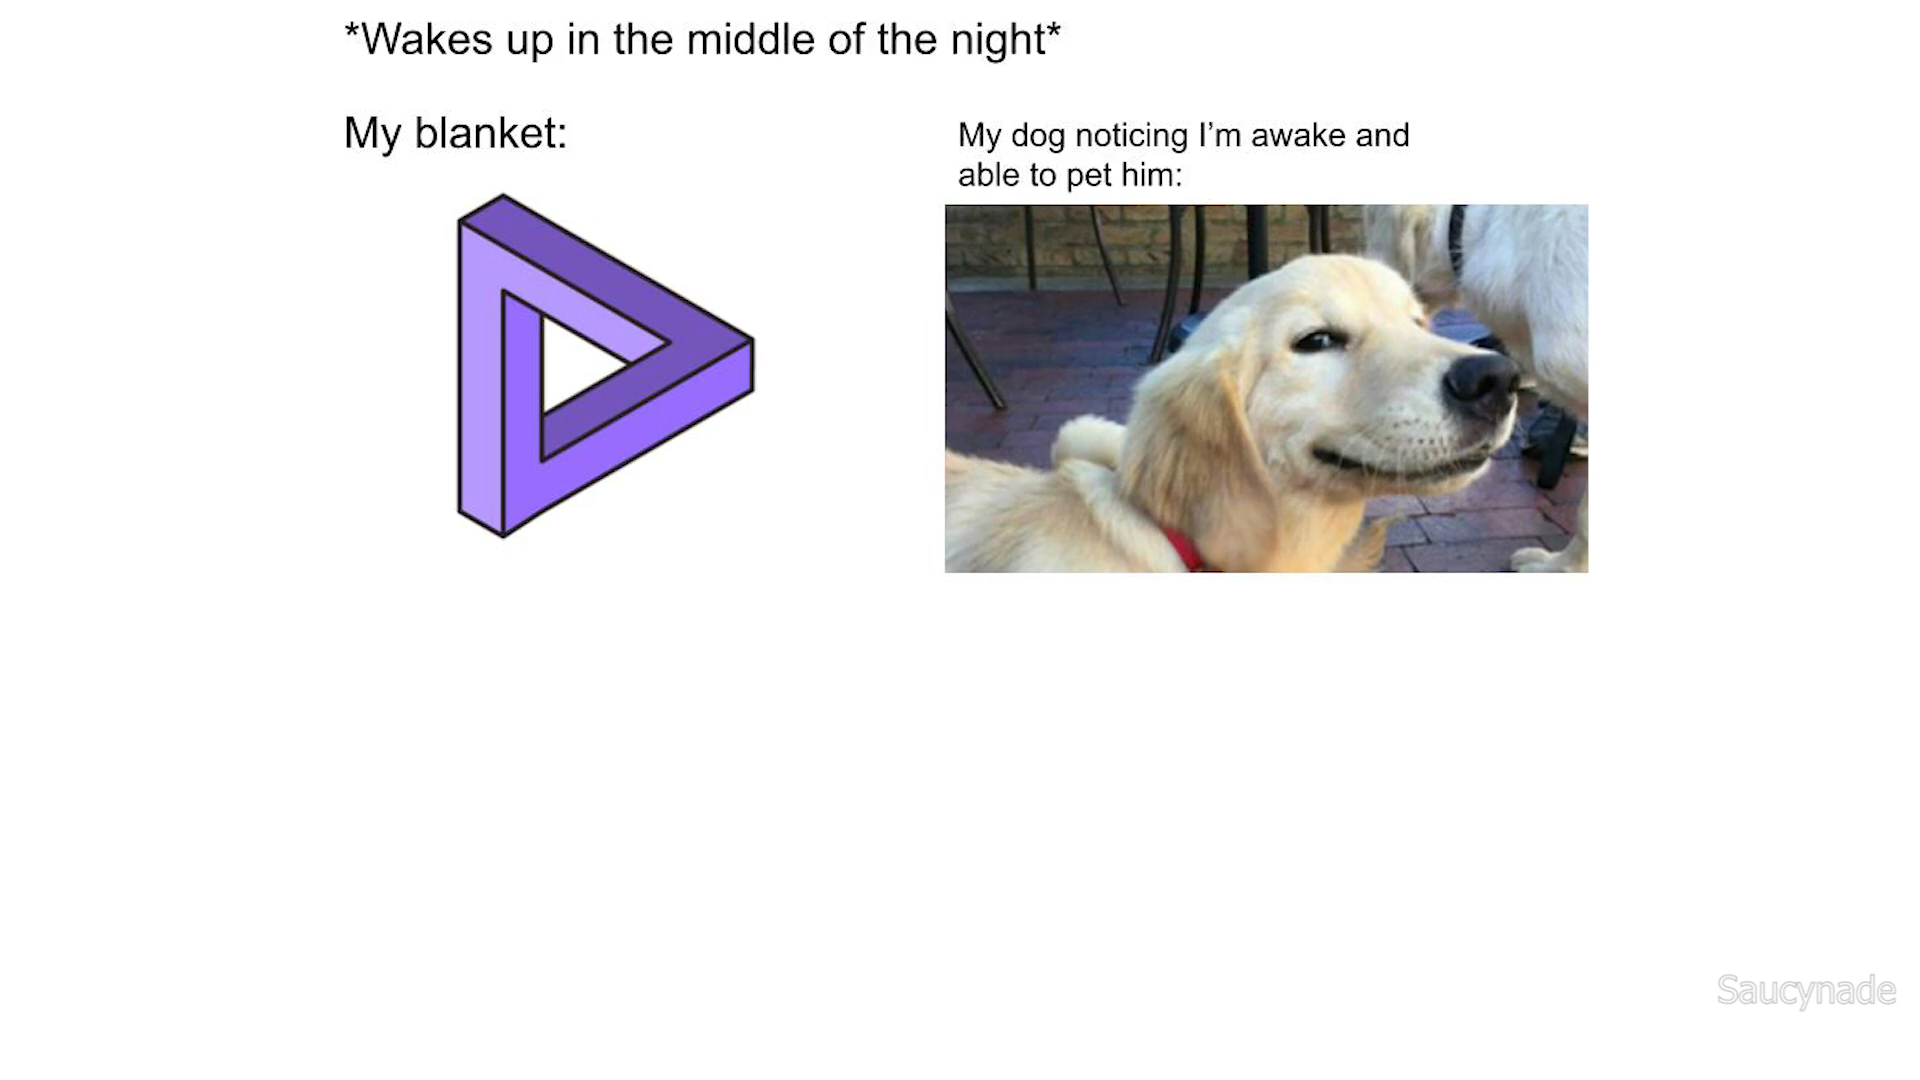 *Wakes up in the middle of the night*
My blanket:
My dog noticing I’m awake and
able to pet him:
Saucynade